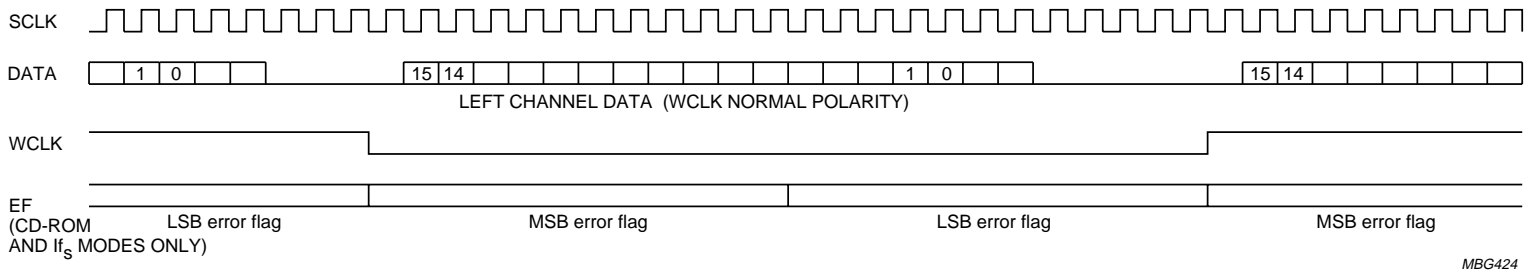 SCLK
DATA
1 0 15 14 1 0 15 14
LEFT CHANNEL DATA (WCLK NORMAL POLARITY)
WCLK
EF
(CD-ROM
AND IfS MODES ONLY)
LSB error flag MSB error flag LSB error flag MSB error flag
MBG424